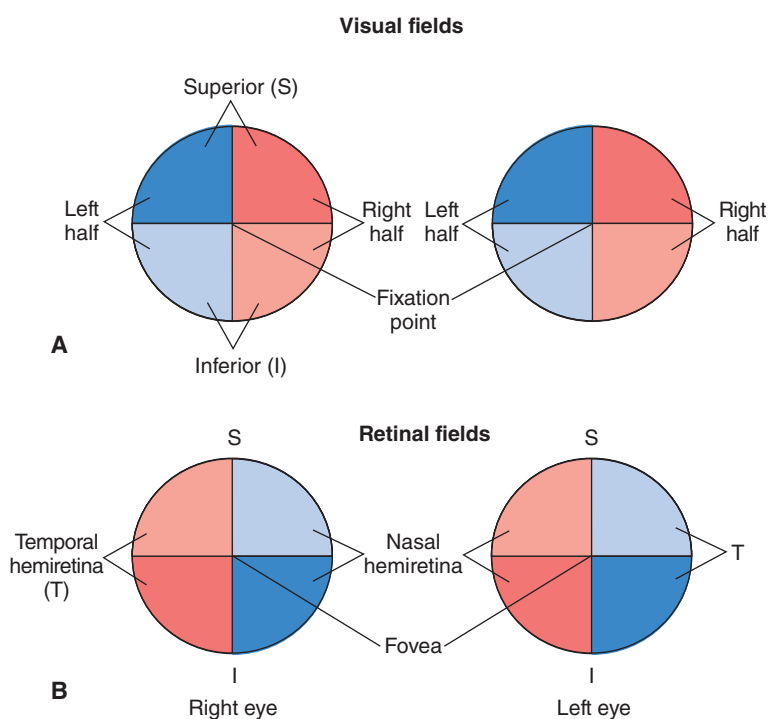 Visual fields
Superior (S)
Left
half
Right
half
Left
half
Right
half
Fixation
point
A
Inferior (I)
Retinal fields
S
S
Temporal
hemiretina
(T)
Nasal
hemiretina
T
Fovea
I
I
B
Right eye
Left eye